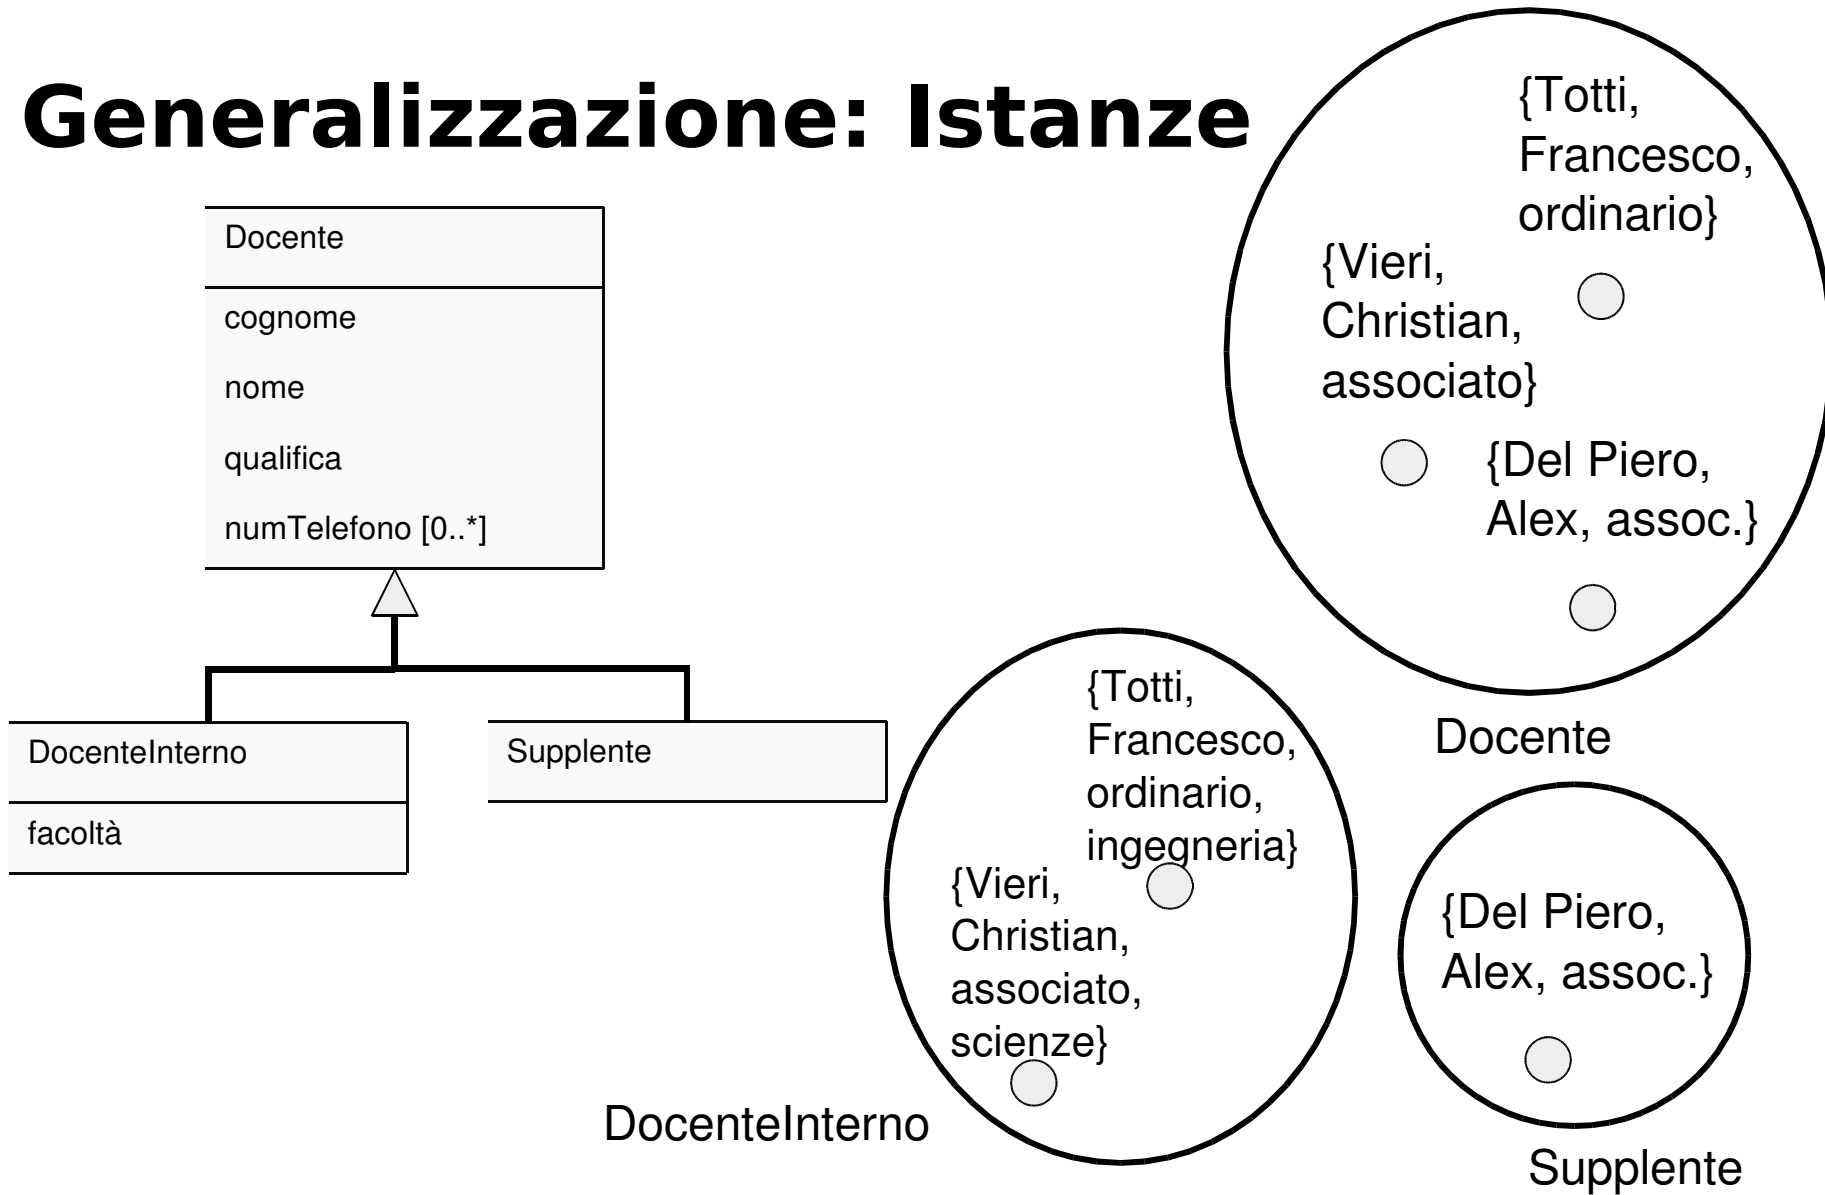 Generalizzazione: Istanze
Docente
cognome
nome
qualifica
numTelefono [0..*]
DocenteInterno
facoltà
Supplente
{Totti,
Francesco,
ordinario}
{Vieri,
Christian,
associato}
{Del Piero,
Alex, assoc.}
Docente
{Totti,
Francesco,
ordinario,
ingegneria}
{Vieri,
Christian,
associato,
scienze}
DocenteInterno
{Del Piero,
Alex, assoc.}
Supplente